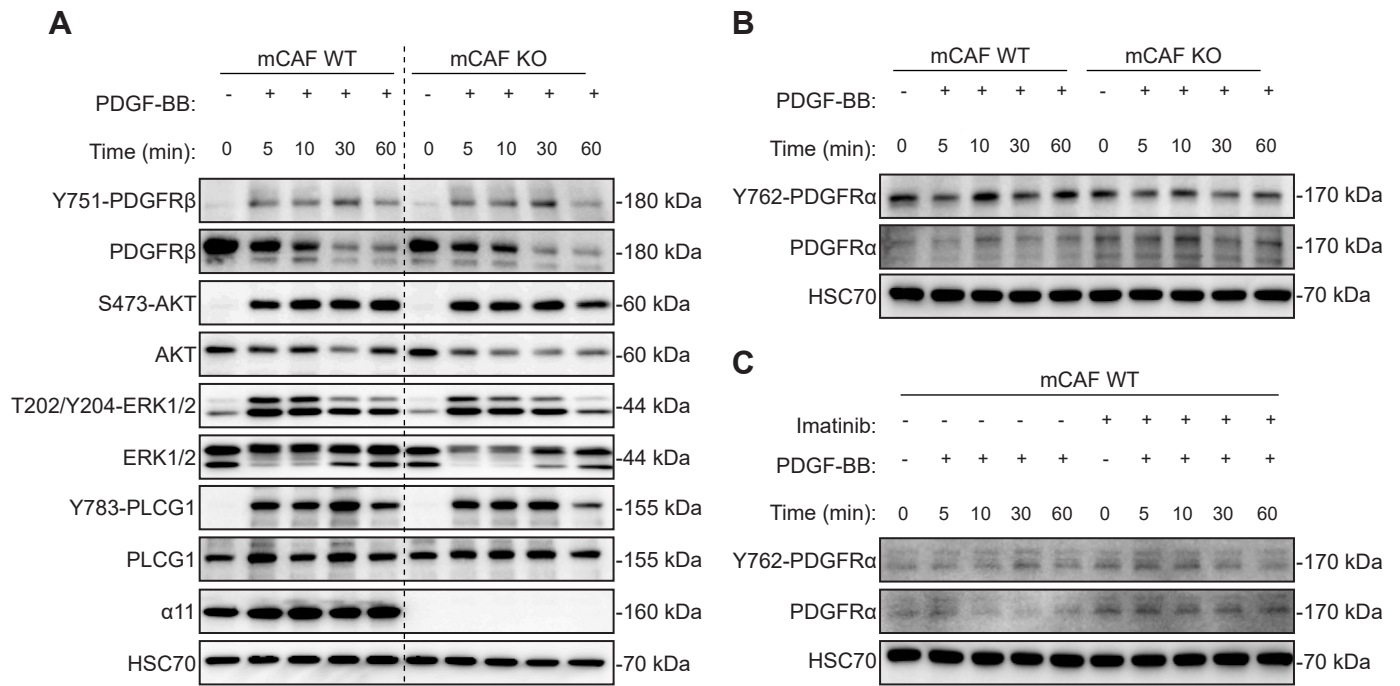 A
mCAF WT mCAF KO
PDGF-BB: - + + + + - + + + +
Time (min): 0 5 10 30 60 0 5 10 30 60
Y751-PDGFRβ -180 kDa
PDGFRβ -180 kDa
S473-AKT -60 kDa
AKT -60 kDa
T202/Y204-ERK1/2 -44 kDa
ERK1/2 -44 kDa
Y783-PLCG1 -155 kDa
PLCG1 -155 kDa
α11 -160 kDa
HSC70 -70 kDa
B
mCAF WT mCAF KO
PDGF-BB: - + + + + - + + + +
Time (min): 0 5 10 30 60 0 5 10 30 60
Y762-PDGFRα -170 kDa
PDGFRα -170 kDa
HSC70 -70 kDa
C
mCAF WT
Imatinib: - - - - - + + + + +
PDGF-BB: - + + + + - + + + +
Time (min): 0 5 10 30 60 0 5 10 30 60
Y762-PDGFRα -170 kDa
PDGFRα -170 kDa
HSC70 -70 kDa